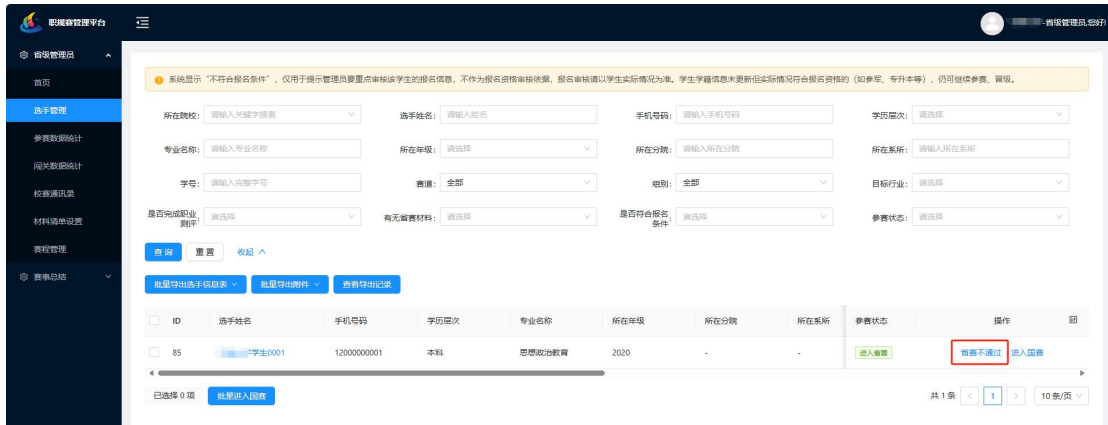 职规赛管理平台
-省级管理员,您好!
省级管理员
首页
选手管理
参赛数据统计
闯关数据统计
校赛通讯录
材料清单设置
赛程管理
赛事总结
系统显示“不符合报名条件”,仅用于提示管理员要重点审核该学生的报名信息,不作为报名资格审核依据,报名审核请以学生实际情况为准。学生学籍信息未更新但实际情况符合报名资格的(如参军、专升本等),仍可继续参赛、晋级。
所在院校: 请输入关键字搜索 选手姓名: 请输入姓名 手机号码: 请输入手机号码 学历层次: 请选择
专业名称: 请输入专业名称 所在年级: 请选择 所在分院: 请输入所在分院 所在系所: 请输入所在系所
学号: 请输入完整学号 赛道: 全部 组别: 全部 目标行业: 请选择
是否完成职业测评: 请选择 有无省赛材料: 请选择 是否符合报名条件: 请选择 参赛状态: 请选择
查询 重置 收起
批量导出选手信息表 批量导出附件 查看导出记录
ID 选手姓名 手机号码 学历层次 专业名称 所在年级 所在分院 所在系所 参赛状态 操作
85 学生0001 12000000001 本科 思想政治教育 2020 - - 进入省赛 省赛不通过 进入国赛
已选择 0 项 批量进入国赛 共 1 条 < 1 > 10 条/页